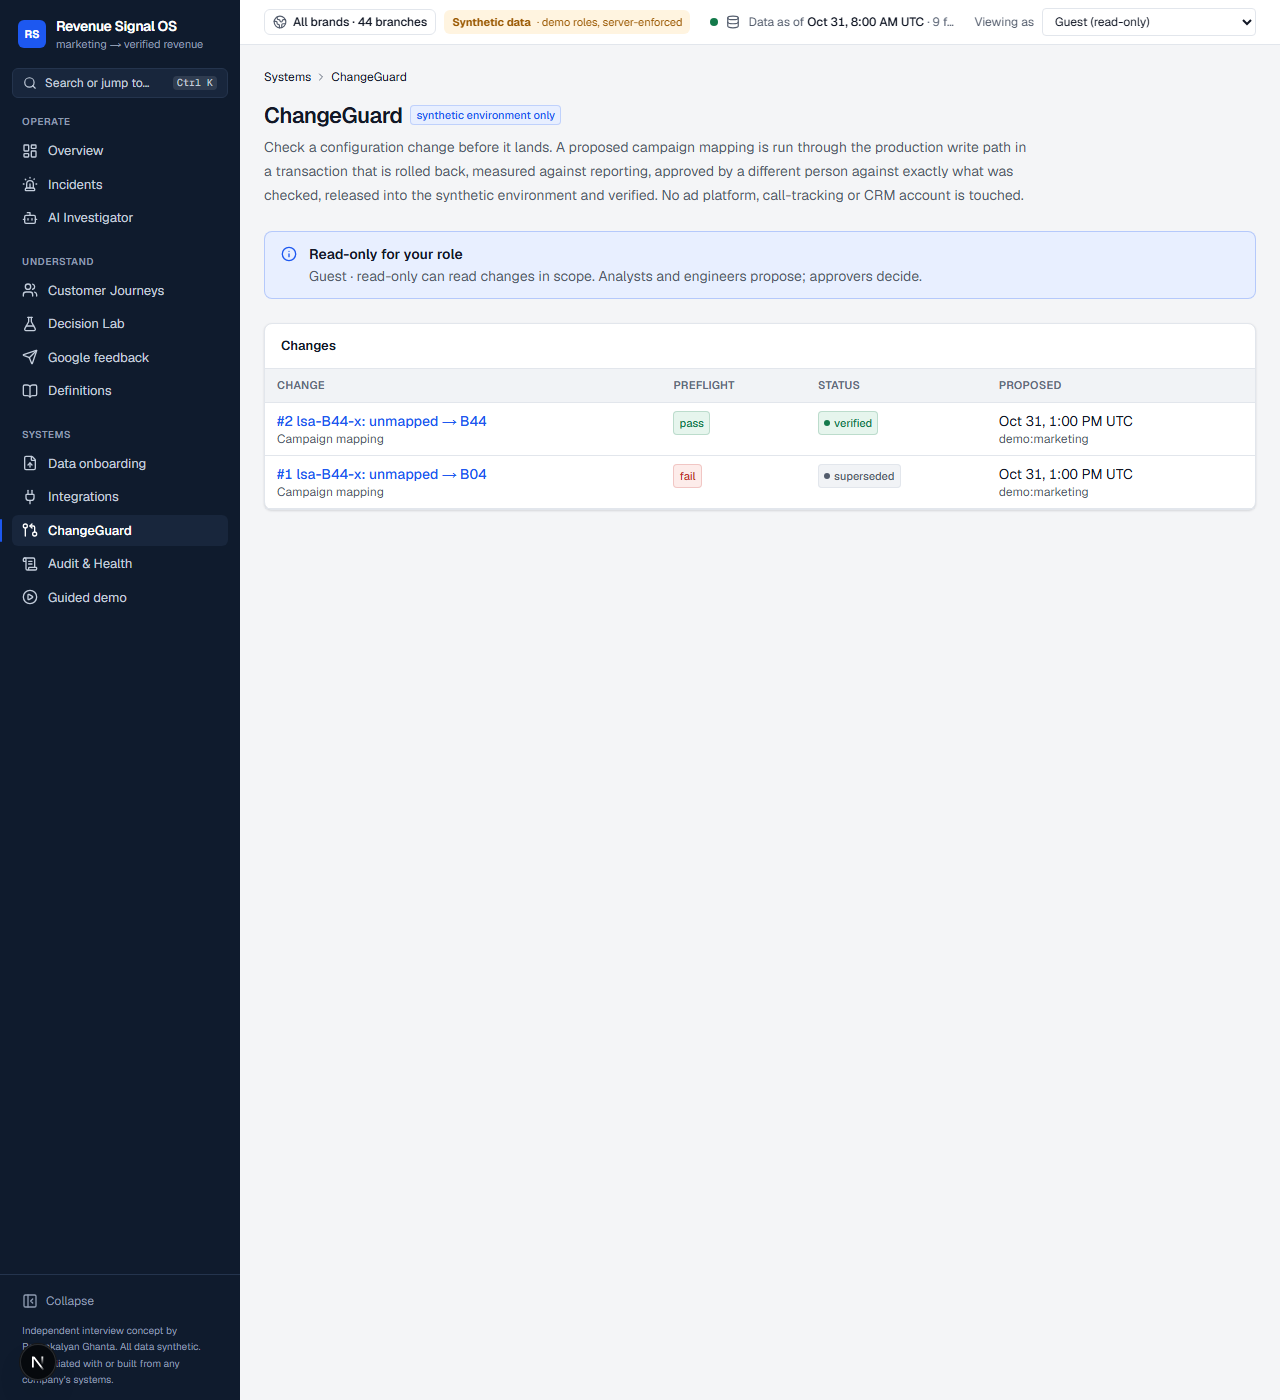 RS
Revenue Signal OS
marketing → verified revenue
Search or jump to...
Ctrl K
OPERATE
Overview
Incidents
AI Investigator
UNDERSTAND
Customer Journeys
Decision Lab
Google feedback
Definitions
SYSTEMS
Data onboarding
Integrations
ChangeGuard
Audit & Health
Guided demo
Collapse
Independent interview concept by
kalyan Ghanta. All data synthetic.
or built from any
company's systems.
N
All brands · 44 branches
Synthetic data · demo roles, server-enforced
Data as of Oct 31, 8:00 AM UTC · 9 f...
Viewing as
Guest (read-only)
Systems > ChangeGuard
ChangeGuard
synthetic environment only
Check a configuration change before it lands. A proposed campaign mapping is run through the production write path in
a transaction that is rolled back, measured against reporting, approved by a different person against exactly what was
checked, released into the synthetic environment and verified. No ad platform, call-tracking or CRM account is touched.
Read-only for your role
Guest · read-only can read changes in scope. Analysts and engineers propose; approvers decide.
Changes
CHANGE PREFLIGHT STATUS PROPOSED
#2 lsa-B44-x: unmapped → B44 pass verified Oct 31, 1:00 PM UTC
Campaign mapping demo:marketing
#1 lsa-B44-x: unmapped → B04 fail superseded Oct 31, 1:00 PM UTC
Campaign mapping demo:marketing